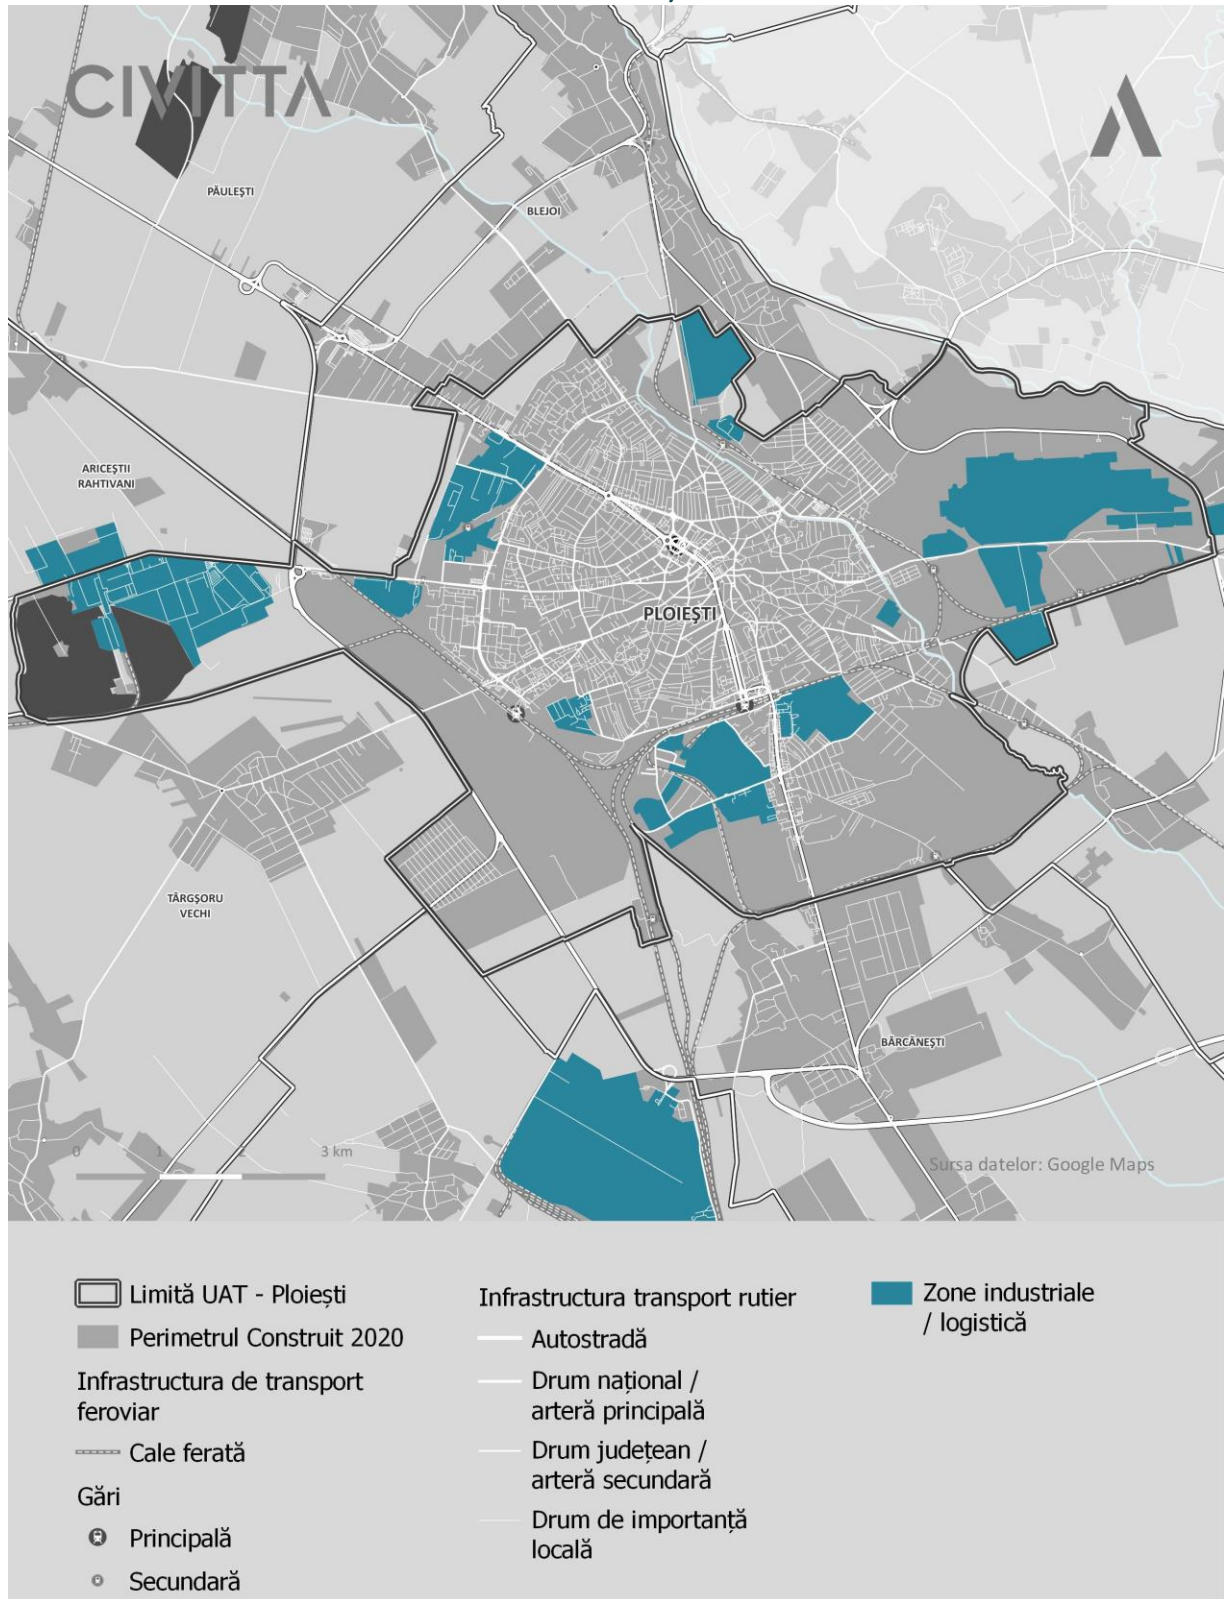 CIVITTA
PĂULEȘTI
BLEJOI
ARICEȘTII
RAHTIVANI
PLOIEȘTI
TÂRGȘORU
VECHI
BĂRCĂNEȘTI
0 1 2 3 km
Sursa datelor: Google Maps
Limită UAT - Ploiești
Perimetrul Construit 2020
Infrastructura de transport
feroviar
Cale ferată
Gări
Principală
Secundară
Infrastructura transport rutier
Autostradă
Drum național /
arteră principală
Drum județean /
arteră secundară
Drum de importanță
locală
Zone industriale
/ logistică